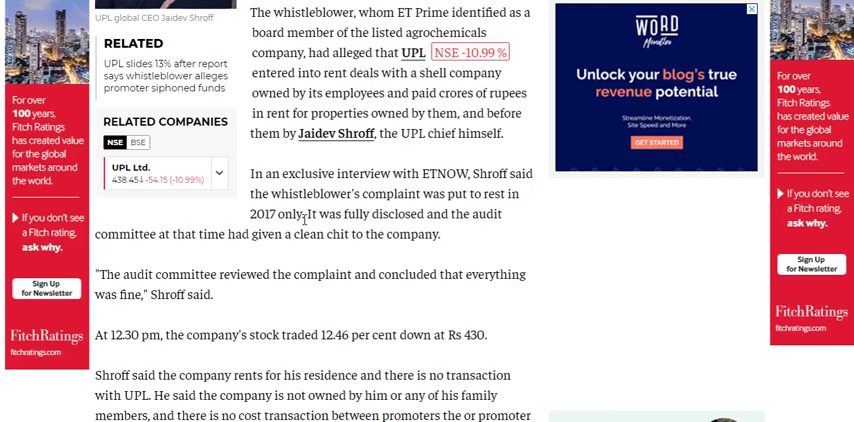 UPL global CEO Jaidev Shroff
RELATED
UPL slides 13% after report
says whistleblower alleges
promoter siphoned funds
RELATED COMPANIES
NSE BSE
UPL Ltd.
438.45↓ -54.15 (-10.99%)
The whistleblower, whom ET Prime identified as a
board member of the listed agrochemicals
company, had alleged that UPL NSE -10.99 %
entered into rent deals with a shell company
owned by its employees and paid crores of rupees
in rent for properties owned by them, and before
them by Jaidev Shroff, the UPL chief himself.
In an exclusive interview with ETNOW, Shroff said
the whistleblower's complaint was put to rest in
2017 only. It was fully disclosed and the audit
committee at that time had given a clean chit to the company.
"The audit committee reviewed the complaint and concluded that everything
was fine," Shroff said.
At 12.30 pm, the company's stock traded 12.46 per cent down at Rs 430.
Shroff said the company rents for his residence and there is no transaction
with UPL. He said the company is not owned by him or any of his family
members, and there is no cost transaction between promoters the or promoter
For over
100 years,
Fitch Ratings
has created value
for the global
markets around
the world.
If you don't see
a Fitch rating,
ask why.
Sign Up
for Newsletter
FitchRatings
fitchratings.com
WORD
Mindtree
Unlock your blog's true
revenue potential
Streamline Monetization,
Site Speed and More
GET STARTED
For over
100 years,
Fitch Ratings
has created value
for the global
markets around
the world.
If you don't see
a Fitch rating,
ask why.
Sign Up
for Newsletter
FitchRatings
fitchratings.com